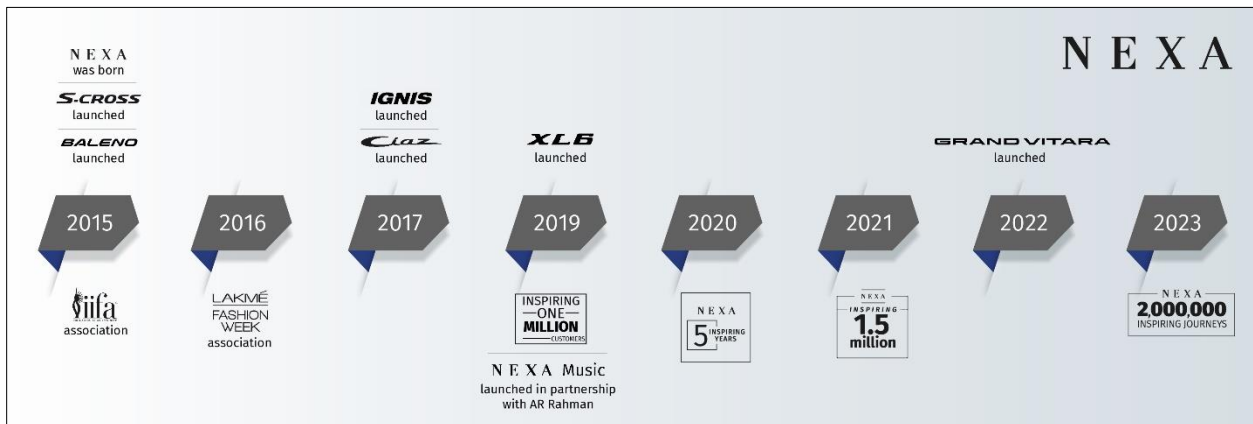 NEXA
NEXA
was born
S-CROSS
launched
BALENO
launched
IGNIS
launched
Ciaz
launched
XL6
launched
GRAND VITARA
launched
2015
2016
2017
2019
2020
2021
2022
2023
iifa
association
LAKMÉ
FASHION
WEEK
association
INSPIRING
ONE
MILLION
CUSTOMERS
NEXA Music
launched in partnership
with AR Rahman
NEXA
5 INSPIRING
YEARS
NEXA
INSPIRING
1.5
million
NEXA
2,000,000
INSPIRING JOURNEYS